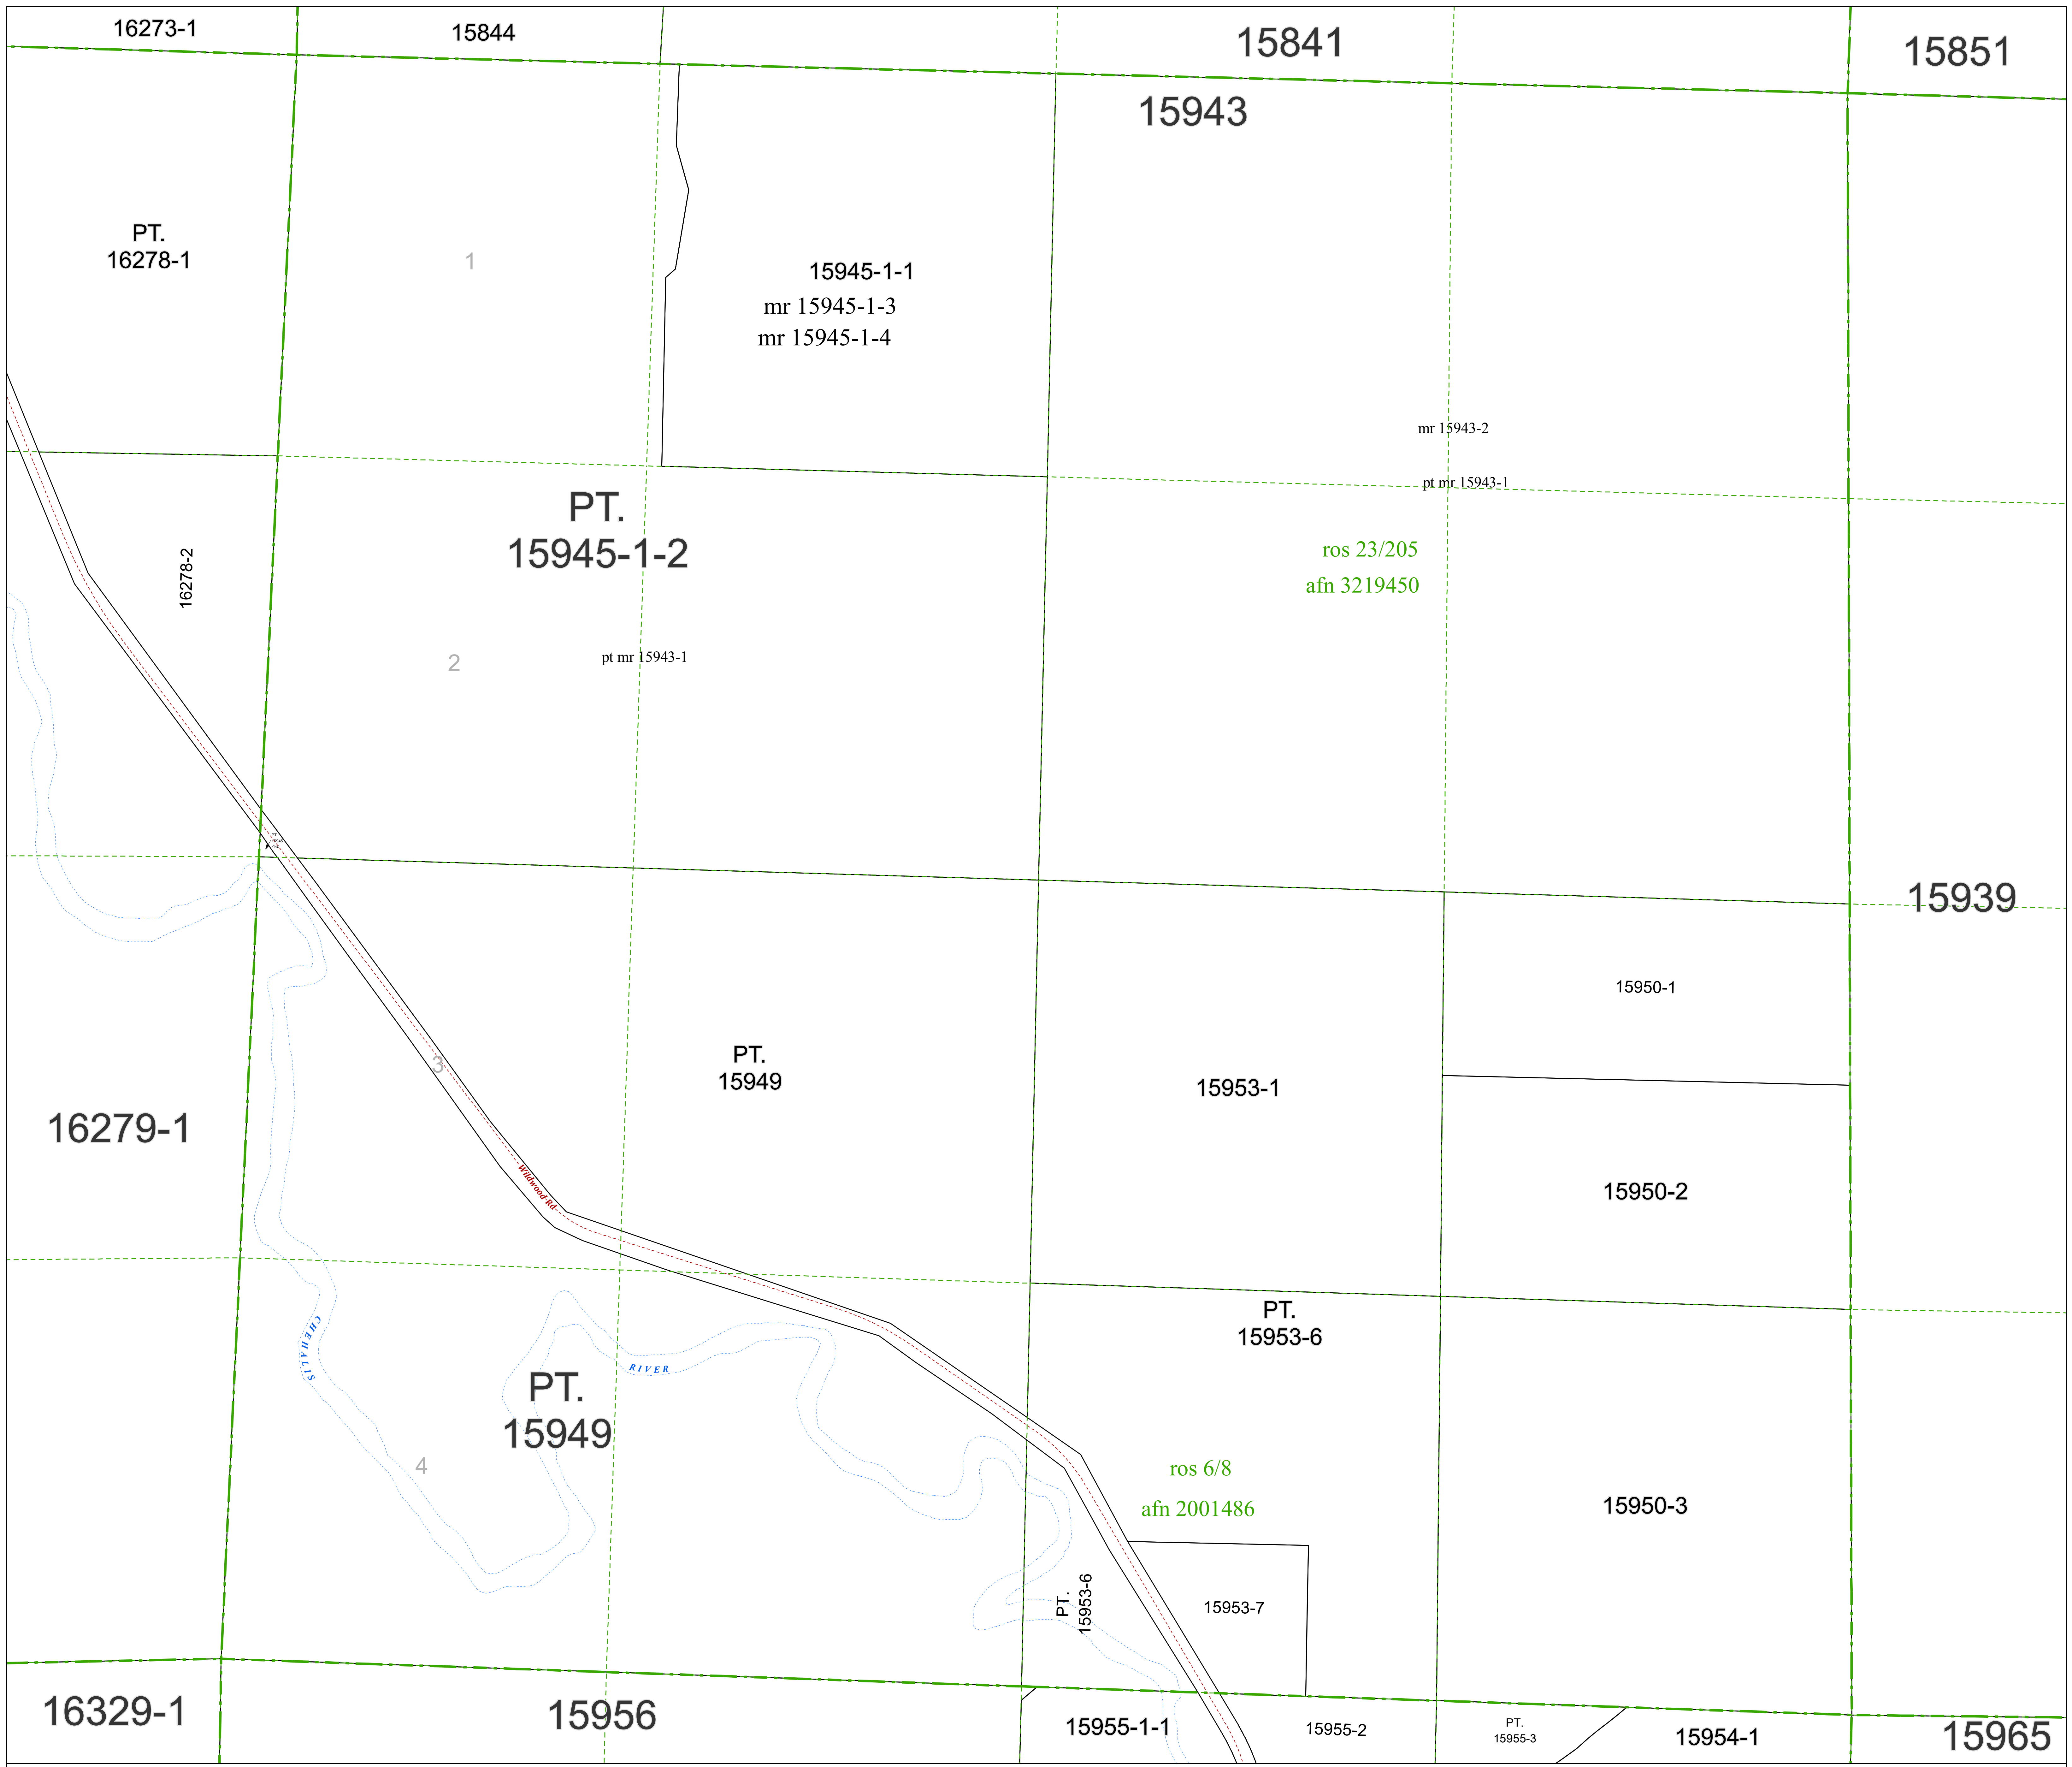 16273-1
15844
15841
15851
15943
PT.
16278-1
1
15945-1-1
mr 15945-1-3
mr 15945-1-4
mr 15943-2
pt mr 15943-1
PT.
15945-1-2
ros 23/205
afn 3219450
16278-2
2
pt mr 15943-1
15939
15950-1
3
PT.
15949
15953-1
16279-1
Wildwood Rd
15950-2
PT.
15953-6
CHEHALIS
RIVER
PT.
15949
4
ros 6/8
afn 2001486
15950-3
PT.
15953-6
15953-7
16329-1
15956
15955-1-1
15955-2
PT.
15955-3
15954-1
15965